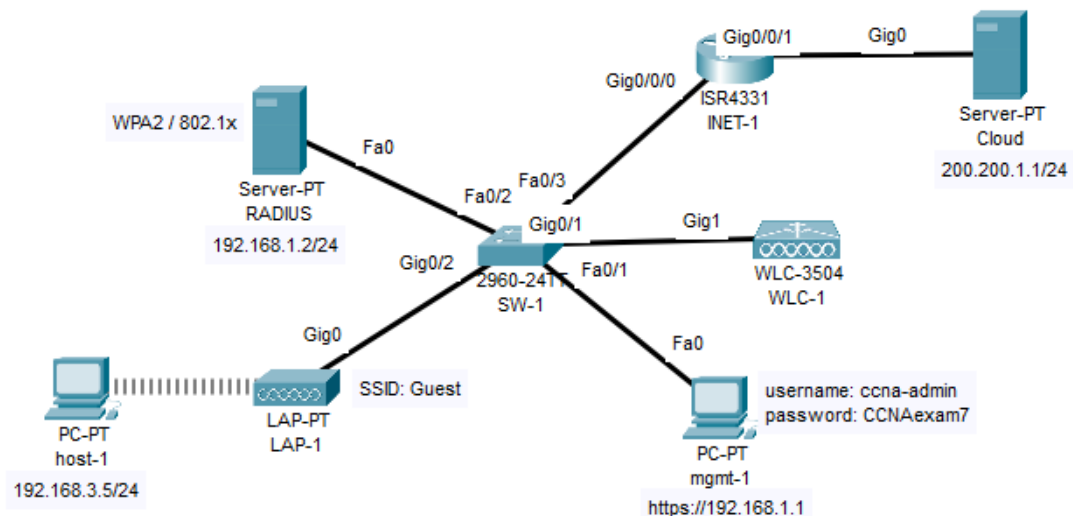 Gig0/0/1
Gig0
Gig0/0/0
ISR4331
INET-1
Server-PT
Cloud
200.200.1.1/24
WPA2 / 802.1x
Fa0
Server-PT
RADIUS
192.168.1.2/24
Fa0/2
Fa0/3
Gig0/1
Gig1
WLC-3504
WLC-1
Gig0/2
2960-24TT
SW-1
Fa0/1
Gig0
Fa0
PC-PT
host-1
192.168.3.5/24
LAP-PT
LAP-1
SSID: Guest
PC-PT
mgmt-1
https://192.168.1.1
username: ccna-admin
password: CCNAexam7